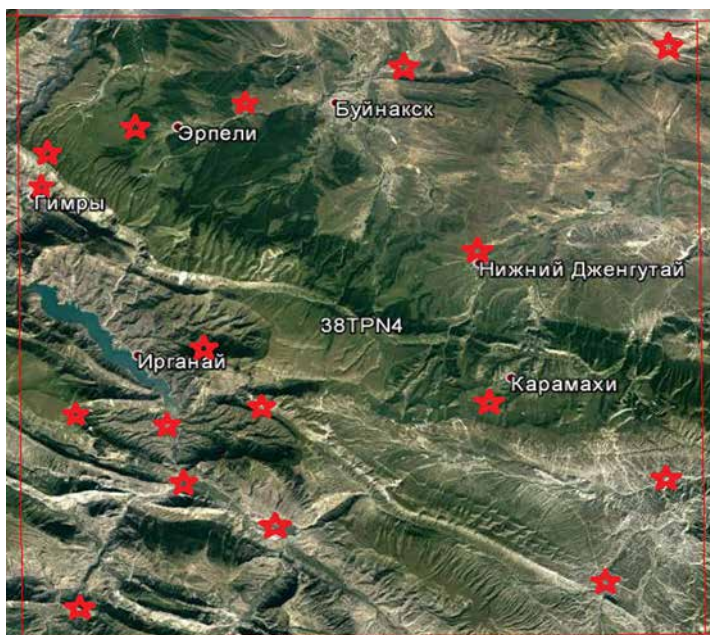 Буйнакск
Эрпели
Гимры
Нижний Дженгутай
38TPN4
Ирганай
Карамахи